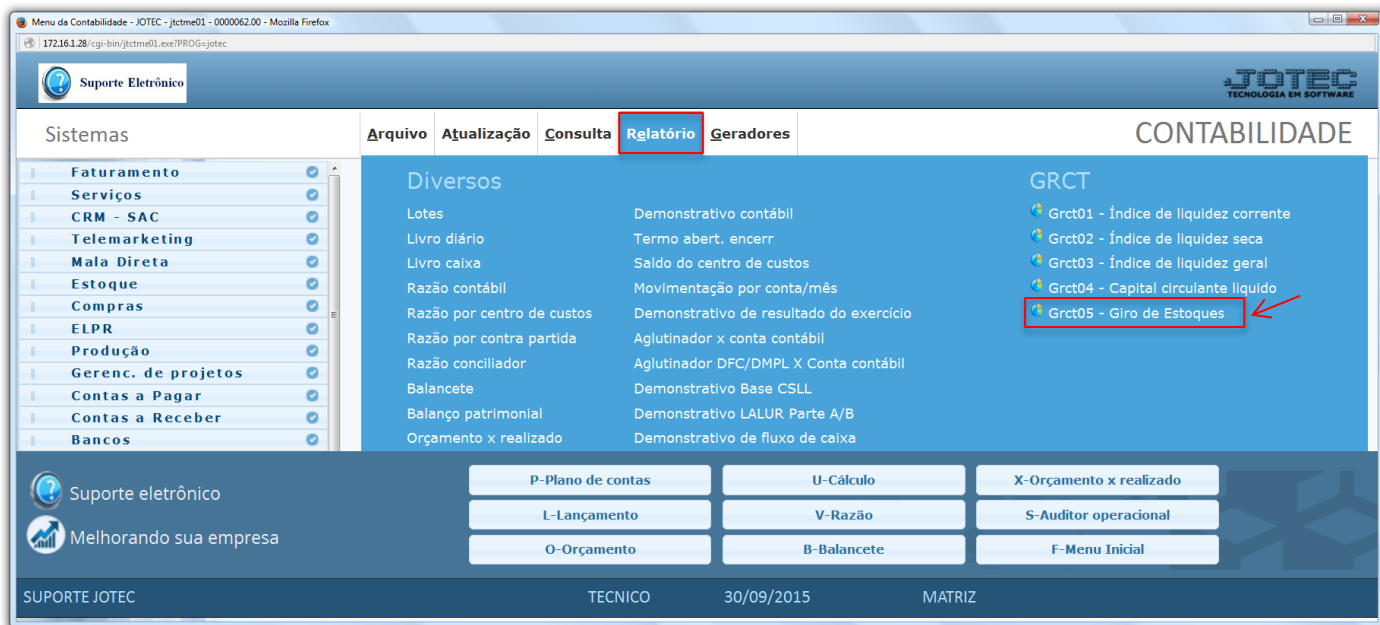 Menu da Contabilidade - JOTEC - jtctme01 - 0000062.00 - Mozilla Firefox
172.16.1.28/cgi-bin/jtctme01.exe?PROG=jotec
Suporte Eletrônico
JOTEC
TECNOLOGIA EM SOFTWARE
Sistemas
Arquivo Atualização Consulta Relatório Geradores
CONTABILIDADE
Faturamento
Serviços
CRM - SAC
Telemarketing
Mala Direta
Estoque
Compras
ELPR
Produção
Gerenc. de projetos
Contas a Pagar
Contas a Receber
Bancos
Diversos
Lotes
Livro diário
Livro caixa
Razão contábil
Razão por centro de custos
Razão por contra partida
Razão conciliador
Balancete
Balanço patrimonial
Orçamento x realizado
Demonstrativo contábil
Termo abert. encerr
Saldo do centro de custos
Movimentação por conta/mês
Demonstrativo de resultado do exercício
Aglutinador x conta contábil
Aglutinador DFC/DMPL X Conta contábil
Demonstrativo Base CSLL
Demonstrativo LALUR Parte A/B
Demonstrativo de fluxo de caixa
GRCT
Grct01 - Índice de liquidez corrente
Grct02 - Índice de liquidez seca
Grct03 - Índice de liquidez geral
Grct04 - Capital circulante liquido
Grct05 - Giro de Estoques
Suporte eletrônico
Melhorando sua empresa
P-Plano de contas
U-Cálculo
X-Orçamento x realizado
L-Lançamento
V-Razão
S-Auditor operacional
O-Orçamento
B-Balancete
F-Menu Inicial
SUPORTE JOTEC TECNICO 30/09/2015 MATRIZ